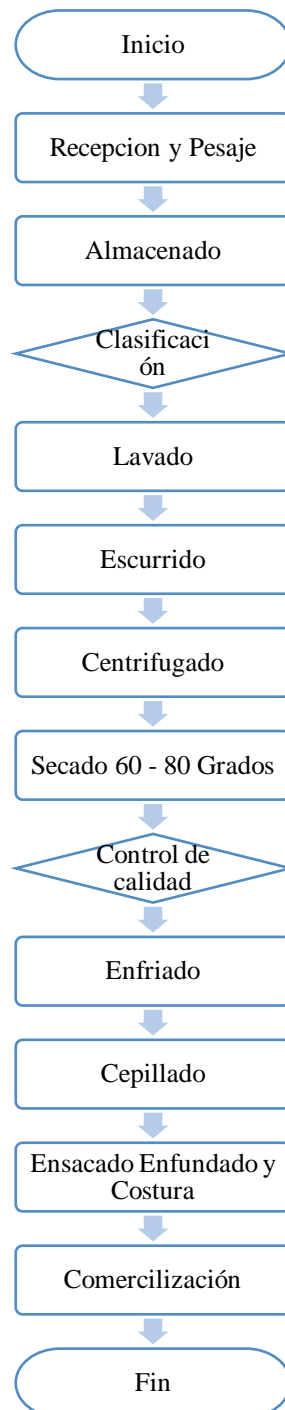 Inicio
Recepcion y Pesaje
Almacenado
Clasificaci
ón
Lavado
Escurrido
Centrifugado
Secado 60 - 80 Grados
Control de
calidad
Enfriado
Cepillado
Ensacado Enfundado y
Costura
Comercilización
Fin